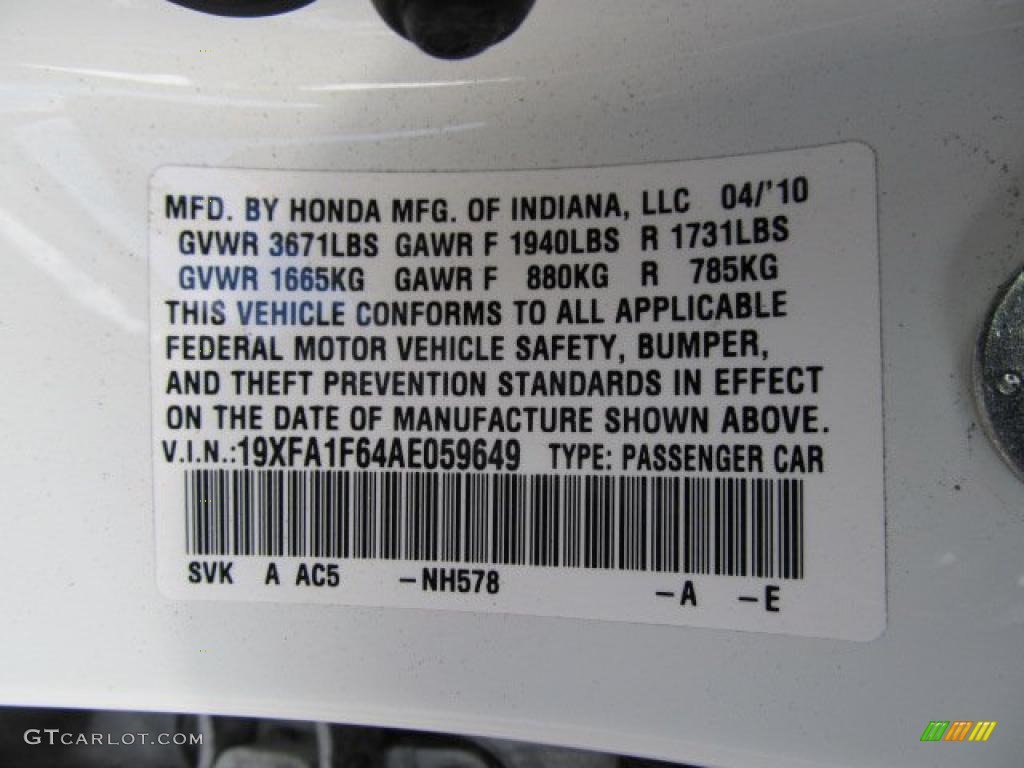 MFD. BY HONDA MFG. OF INDIANA, LLC 04/'10
GVWR 3671LBS GAWR F 1940LBS R 1731LBS
GVWR 1665KG GAWR F 880KG R 785KG
THIS VEHICLE CONFORMS TO ALL APPLICABLE
FEDERAL MOTOR VEHICLE SAFETY, BUMPER,
AND THEFT PREVENTION STANDARDS IN EFFECT
ON THE DATE OF MANUFACTURE SHOWN ABOVE.
V.I.N.:19XFA1F64AE059649 TYPE: PASSENGER CAR
SVK A AC5 -NH578 -A -E
GTCARLOT.COM